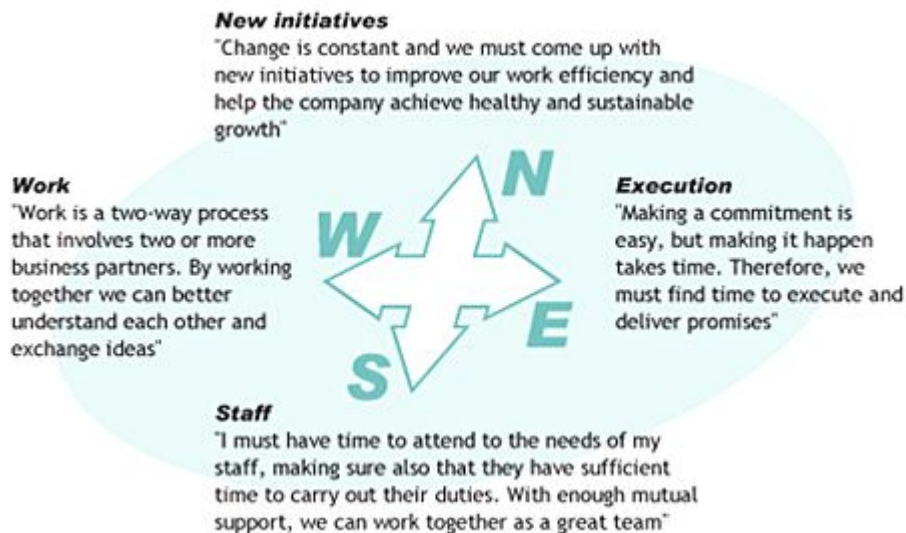 New initiatives
"Change is constant and we must come up with
new initiatives to improve our work efficiency and
help the company achieve healthy and sustainable
growth"
N
Work
"Work is a two-way process
that involves two or more
business partners. By working
together we can better
understand each other and
exchange ideas"
W
Execution
"Making a commitment is
easy, but making it happen
takes time. Therefore, we
must find time to execute and
deliver promises"
E
S
Staff
"I must have time to attend to the needs of my
staff, making sure also that they have sufficient
time to carry out their duties. With enough mutual
support, we can work together as a great team"